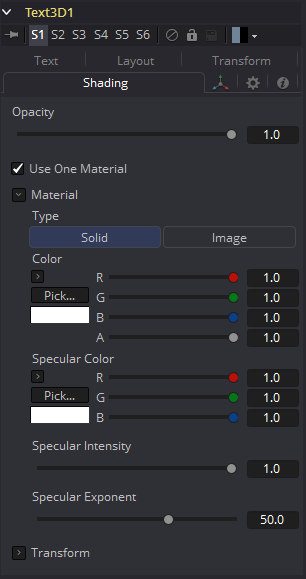 Text3D1
S1 S2 S3 S4 S5 S6
Text Layout Transform
Shading
Opacity
1.0
Use One Material
Material
Type
Solid Image
Color
R 1.0
Pick... G 1.0
B 1.0
A 1.0
Specular Color
R 1.0
Pick... G 1.0
B 1.0
Specular Intensity
1.0
Specular Exponent
50.0
Transform